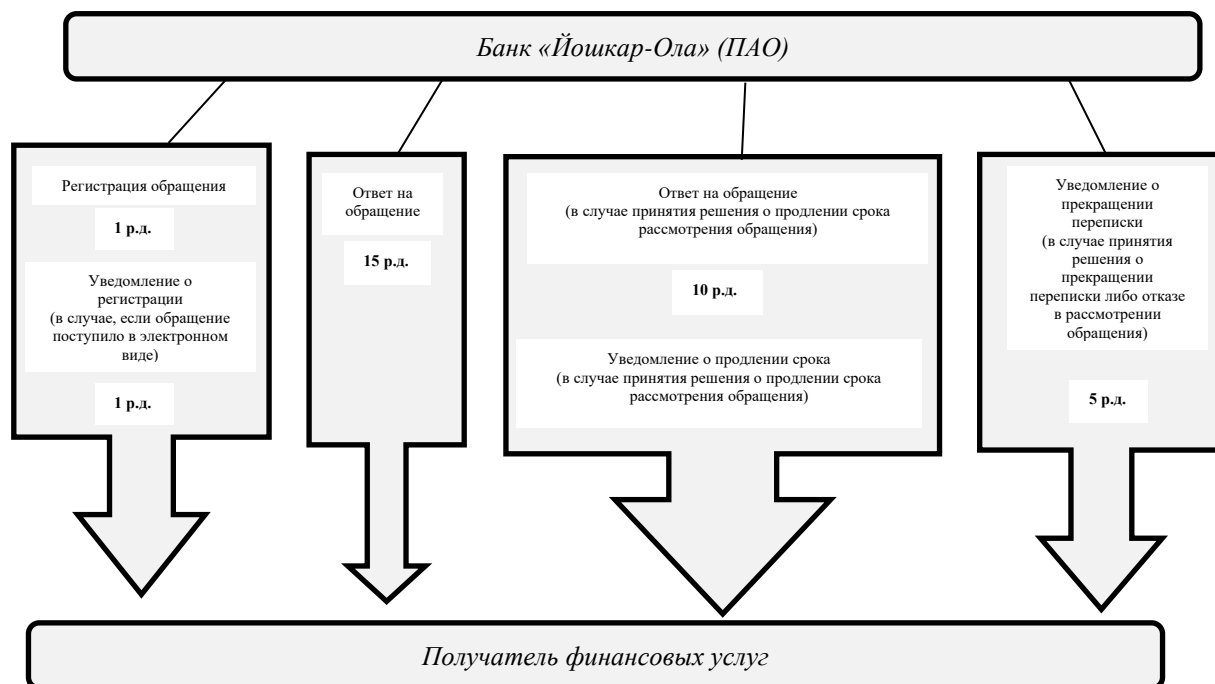 Банк «Йошкар-Ола» (ПАО)
Регистрация обращения
1 р.д.
Уведомление о
регистрации
(в случае, если обращение
поступило в электронном
виде)
1 р.д.
Ответ на
обращение
15 р.д.
Ответ на обращение
(в случае принятия решения о продлении срока
рассмотрения обращения)
10 р.д.
Уведомление о продлении срока
(в случае принятия решения о продлении срока
рассмотрения обращения)
Уведомление о
прекращении
переписки
(в случае принятия
решения о
прекращении
переписки либо отказе
в рассмотрении
обращения)
5 р.д.
Получатель финансовых услуг